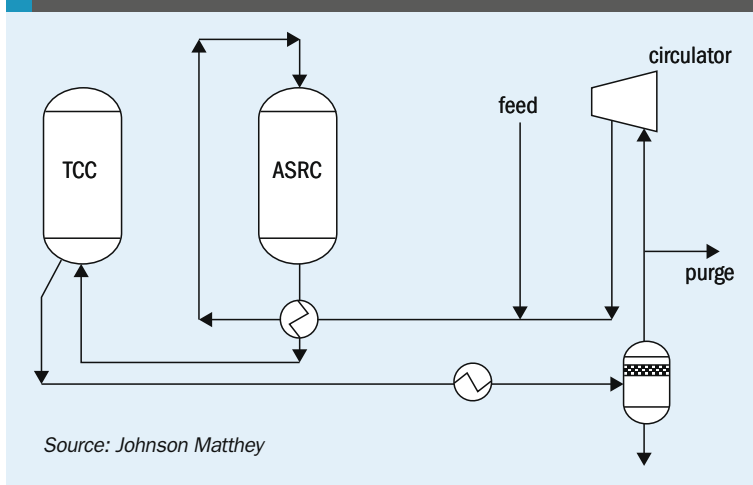 circulator
feed
TCC
ASRC
purge
Source: Johnson Matthey